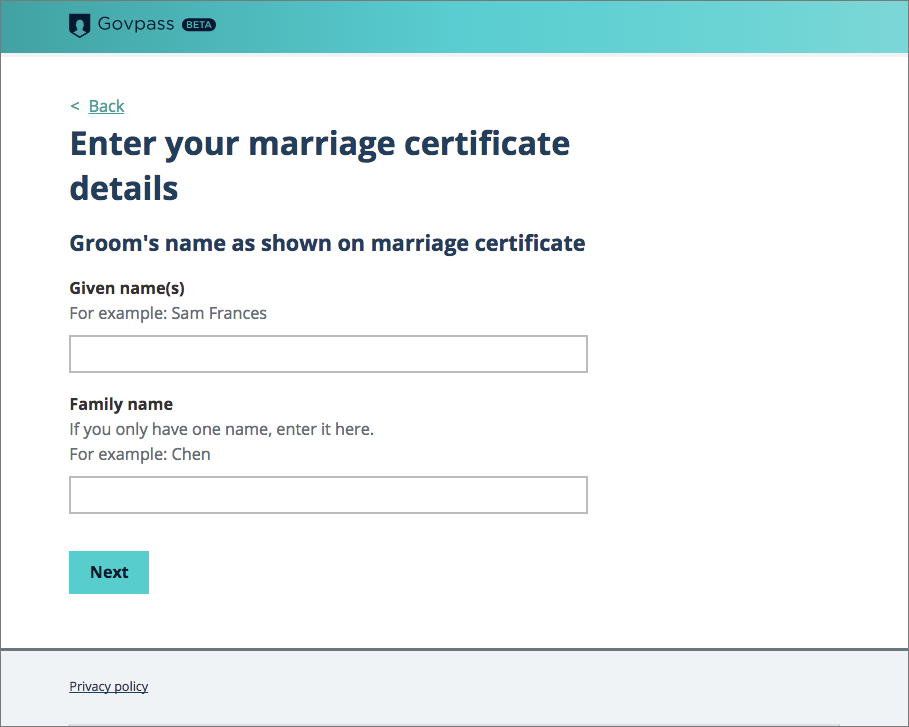 Govpass BETA
< Back
Enter your marriage certificate
details
Groom's name as shown on marriage certificate
Given name(s)
For example: Sam Frances
Family name
If you only have one name, enter it here.
For example: Chen
Next
Privacy policy